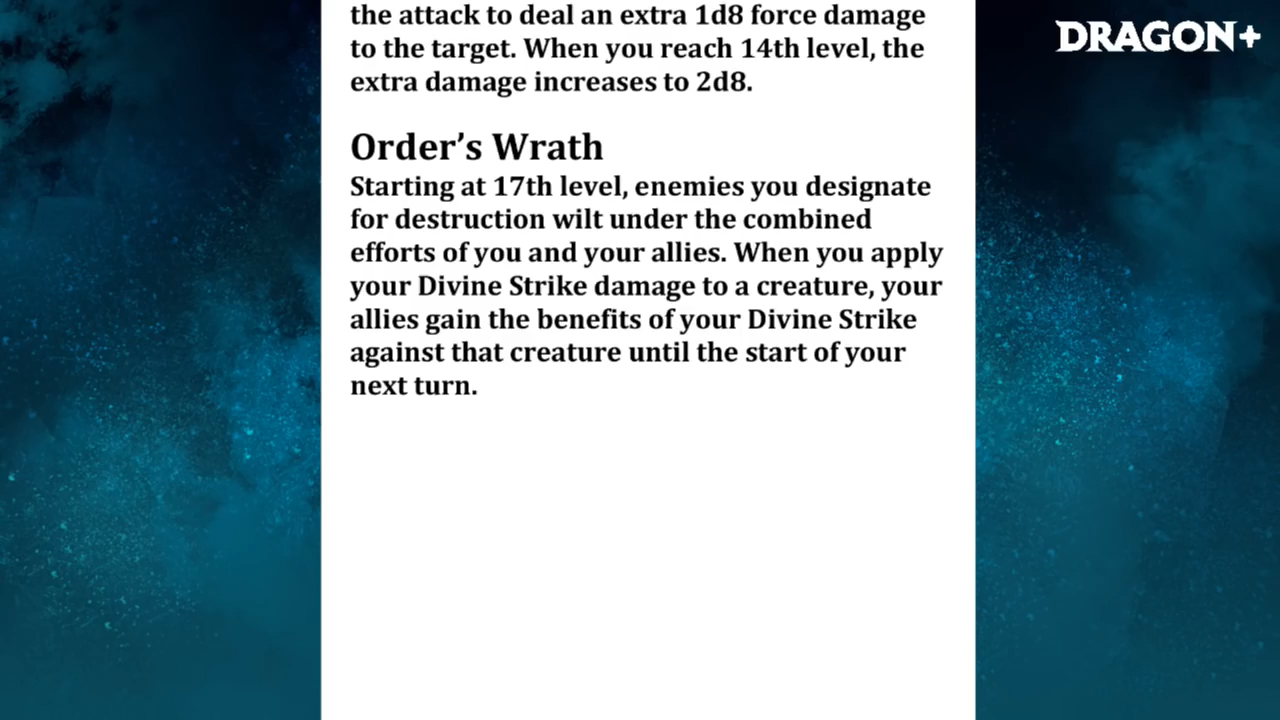 the attack to deal an extra 1d8 force damage
to the target. When you reach 14th level, the
extra damage increases to 2d8.
DRAGON+
Order’s Wrath
Starting at 17th level, enemies you designate
for destruction wilt under the combined
efforts of you and your allies. When you apply
your Divine Strike damage to a creature, your
allies gain the benefits of your Divine Strike
against that creature until the start of your
next turn.